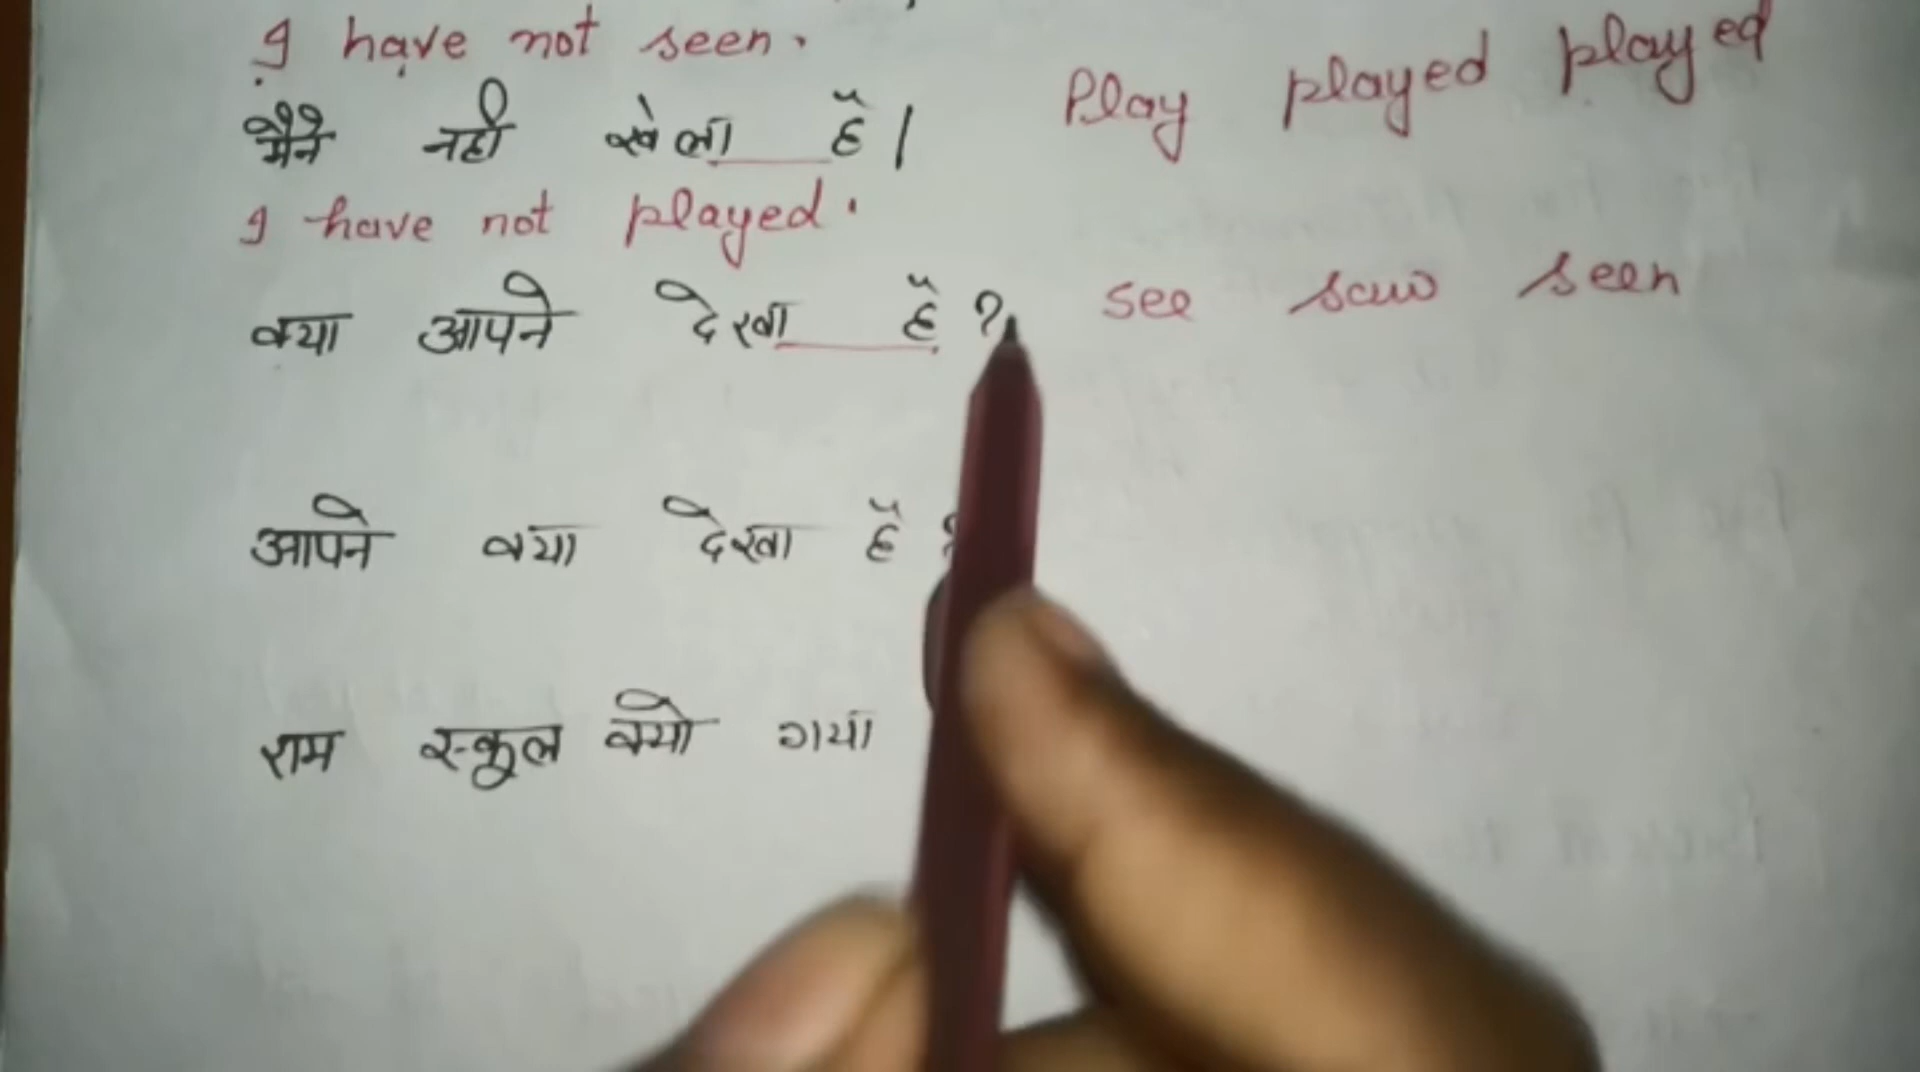 I have not seen.
मैंने नहीं खेला हैं। Play played played
I have not played.
क्या आपने देखा हैं? see saw seen
आपने क्या देखा हैं ?
राम स्कूल क्यो गया